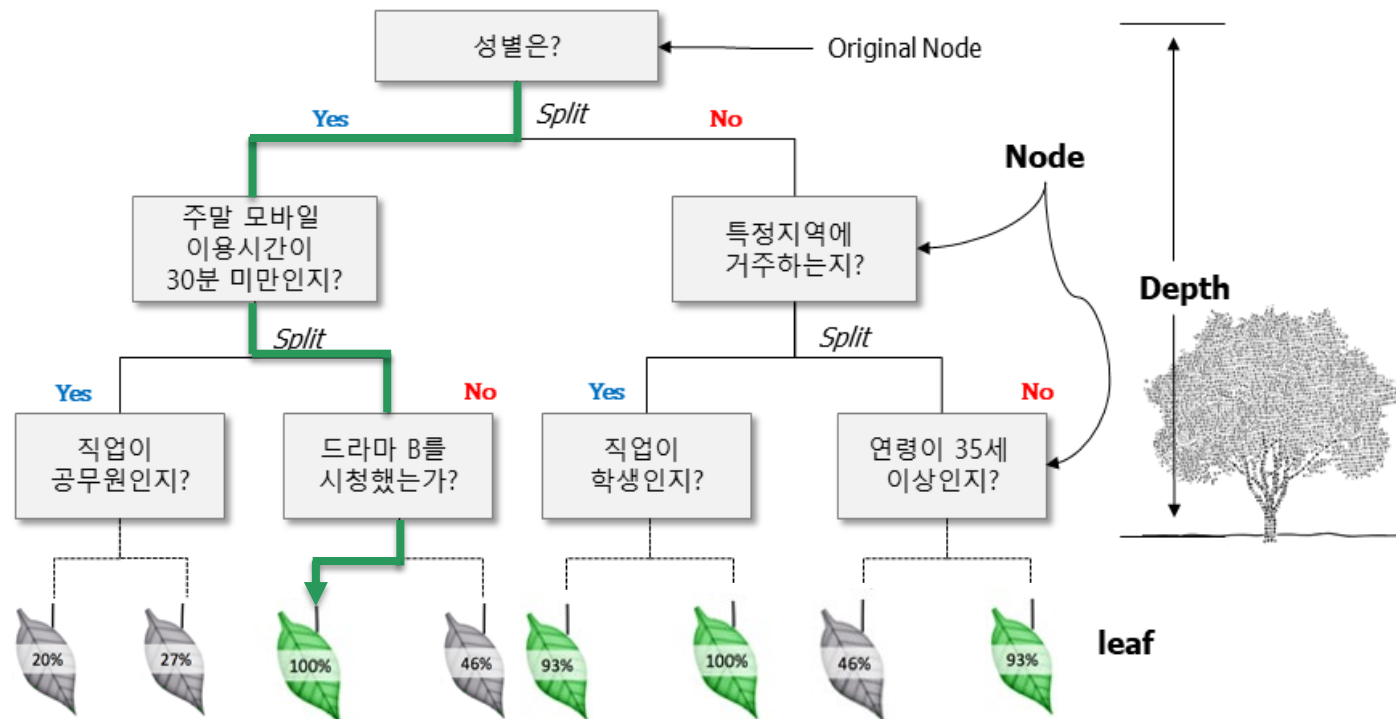 성별은?
Original Node
Yes
Split
No
Node
주말 모바일
이용시간이
30분 미만인지?
특정지역에
거주하는지?
Depth
Split
Split
Yes
No
Yes
No
직업이
공무원인지?
드라마 B를
시청했는가?
직업이
학생인지?
연령이 35세
이상인지?
20%
27%
100%
46%
93%
100%
46%
93%
leaf